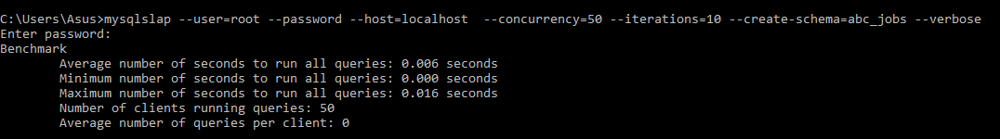 C:\Users\Asus>mysqlslap --user=root --password --host=localhost  --concurrency=50 --iterations=10 --create-schema=abc_jobs --verbose
Enter password:
Benchmark
        Average number of seconds to run all queries: 0.006 seconds
        Minimum number of seconds to run all queries: 0.000 seconds
        Maximum number of seconds to run all queries: 0.016 seconds
        Number of clients running queries: 50
        Average number of queries per client: 0